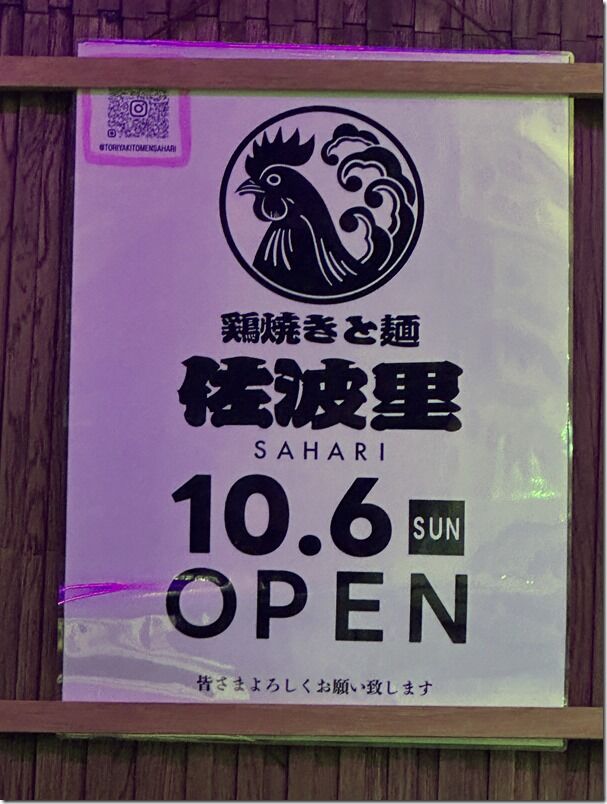 @TORIYAKITOMENSAHARI
鶏焼きと麺
佐波里
SAHARI
10.6 SUN
OPEN
皆さまよろしくお願い致します